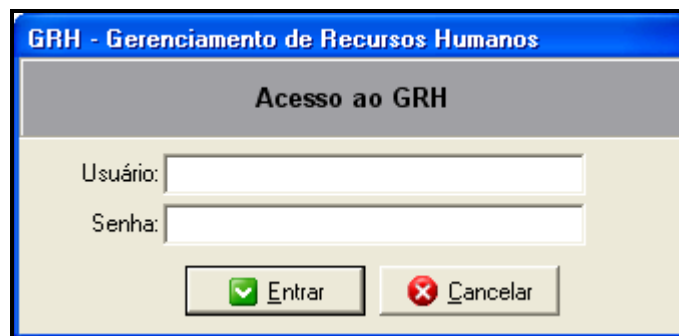 GRH - Gerenciamento de Recursos Humanos
Acesso ao GRH
Usuário:
Senha:
Entrar Cancelar